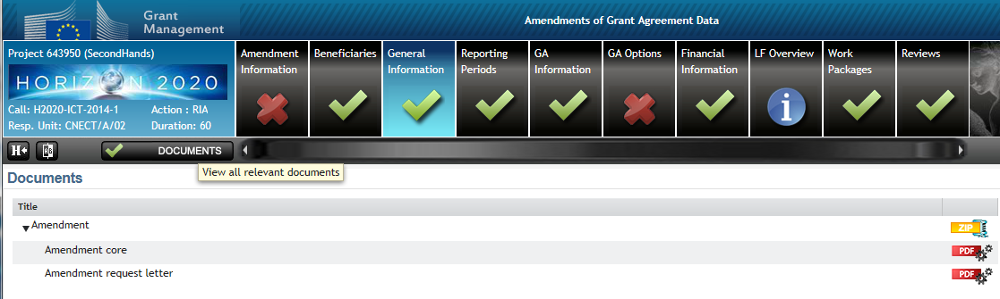 Grant
Management
Amendments of Grant Agreement Data
Project 643950 (SecondHands)
HORIZON 2020
Call: H2020-ICT-2014-1 Action : RIA
Resp. Unit: CNECT/A/02 Duration: 60
Amendment
Information
Beneficiaries
General
Information
Reporting
Periods
GA
Information
GA Options
Financial
Information
LF Overview
Work
Packages
Reviews
DOCUMENTS
View all relevant documents
Documents
Title
Amendment
ZIP
Amendment core
PDF
Amendment request letter
PDF